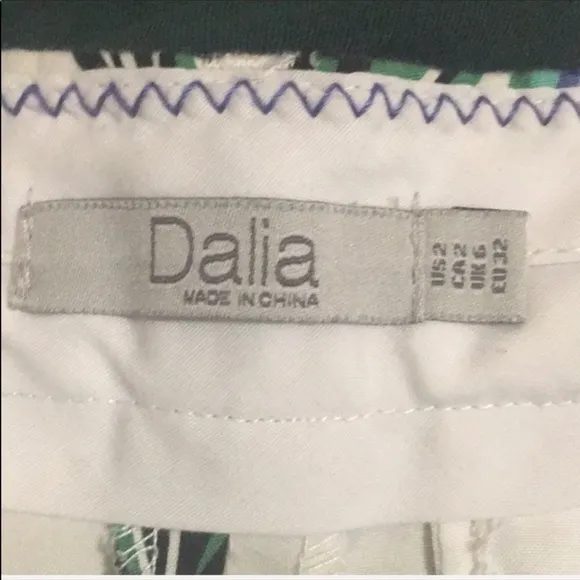 Dalia
MADE IN CHINA
US 2
CA 2
UK 6
EU 32